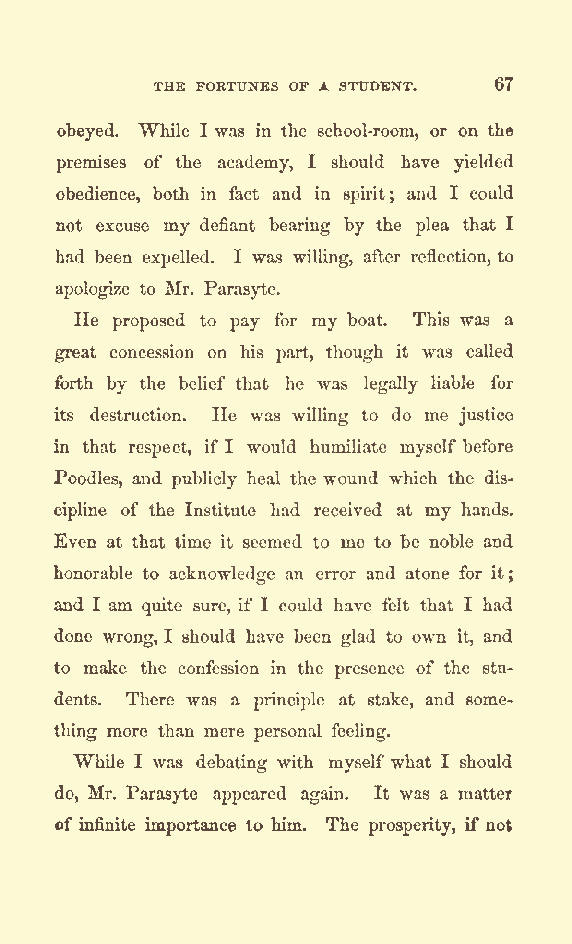 THE FORTUNES OF A STUDENT. 67
obeyed. While I was in the school-room, or on the
premises of the academy, I should have yielded
obedience, both in fact and in spirit; and I could
not excuse my defiant bearing by the plea that I
had been expelled. I was willing, after reflection, to
apologize to Mr. Parasyte.
He proposed to pay for my boat. This was a
great concession on his part, though it was called
forth by the belief that he was legally liable for
its destruction. He was willing to do me justice
in that respect, if I would humiliate myself before
Poodles, and publicly heal the wound which the dis-
cipline of the Institute had received at my hands.
Even at that time it seemed to me to be noble and
honorable to acknowledge an error and atone for it;
and I am quite sure, if I could have felt that I had
done wrong, I should have been glad to own it, and
to make the confession in the presence of the stu-
dents. There was a principle at stake, and some-
thing more than mere personal feeling.
While I was debating with myself what I should
do, Mr. Parasyte appeared again. It was a matter
of infinite importance to him. The prosperity, if not